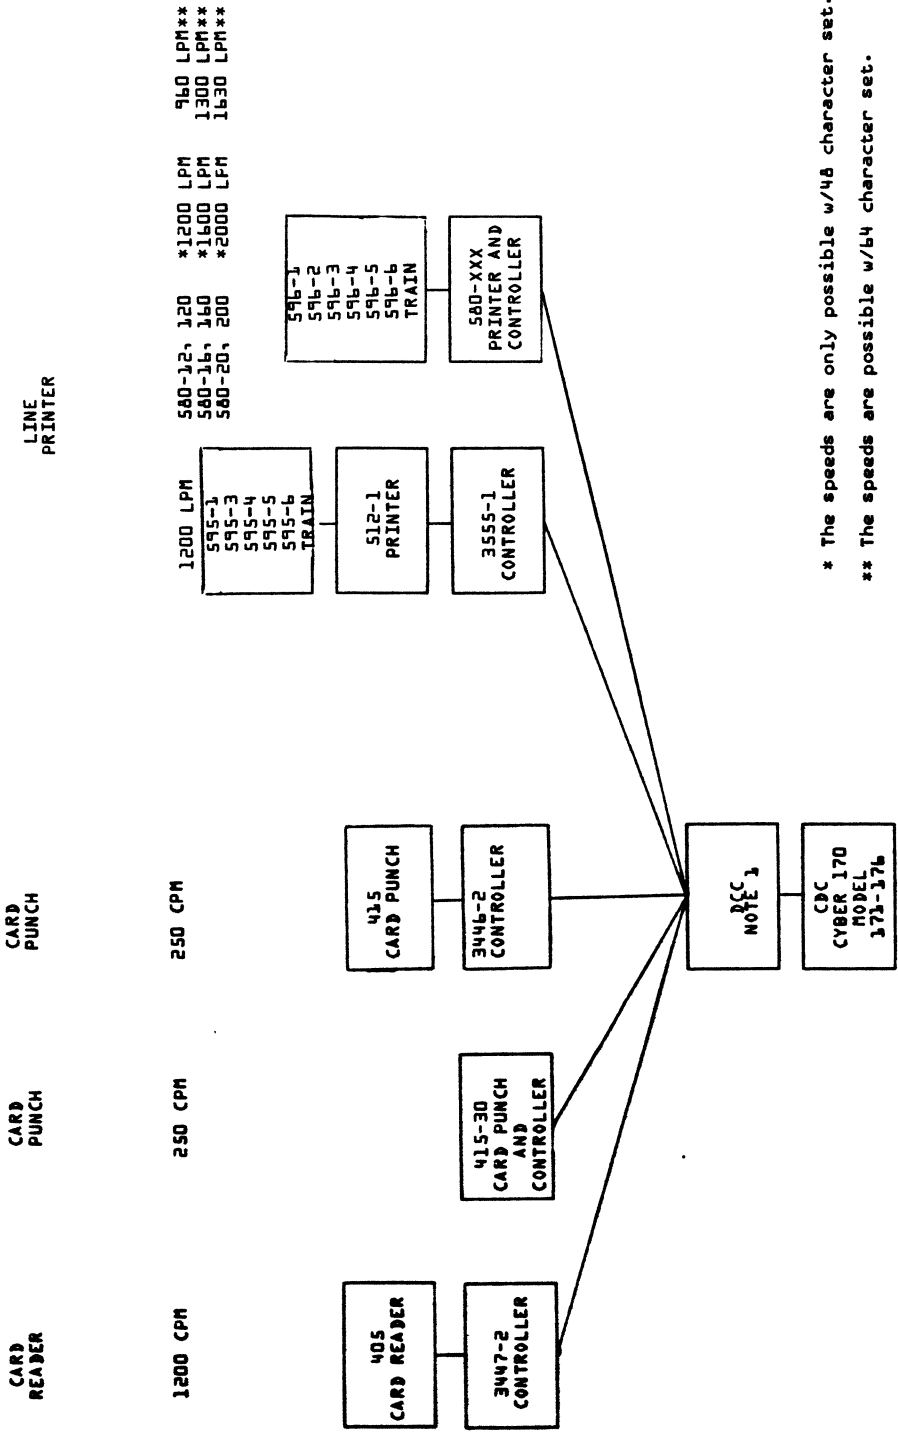 CARD
READER
CARD
PUNCH
CARD
PUNCH
LINE
PRINTER
1200 CPM
250 CPM
250 CPM
1200 LPM
580-12, 120 *1200 LPM 960 LPM**
580-16, 160 *1600 LPM 1300 LPM**
580-20, 200 *2000 LPM 1630 LPM**
595-1
595-3
595-4
595-5
595-6
TRAIN
596-1
596-2
596-3
596-4
596-5
596-6
TRAIN
405
CARD READER
415
CARD PUNCH
512-1
PRINTER
3447-2
CONTROLLER
415-30
CARD PUNCH
AND
CONTROLLER
3446-2
CONTROLLER
3555-1
CONTROLLER
580-XXX
PRINTER AND
CONTROLLER
DCC
NOTE 1
CDC
CYBER 170
MODEL
171-176
* The speeds are only possible w/48 character set.
** The speeds are possible w/64 character set.